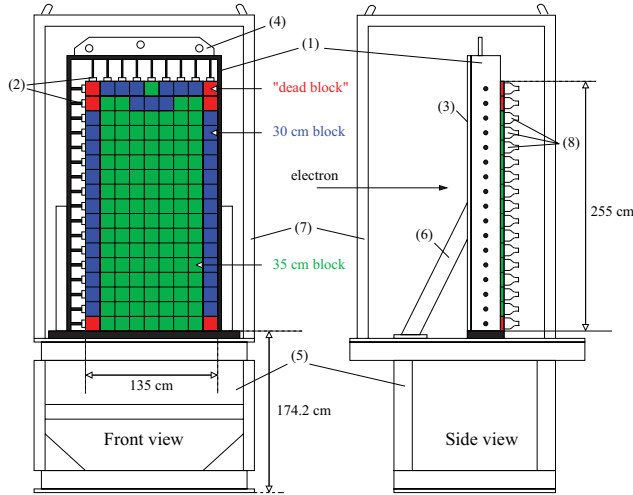 (4)
(1)
(2)
"dead block"
(3)
30 cm block
(8)
electron
255 cm
(7)
(6)
35 cm block
(5)
135 cm
174.2 cm
Front view
Side view